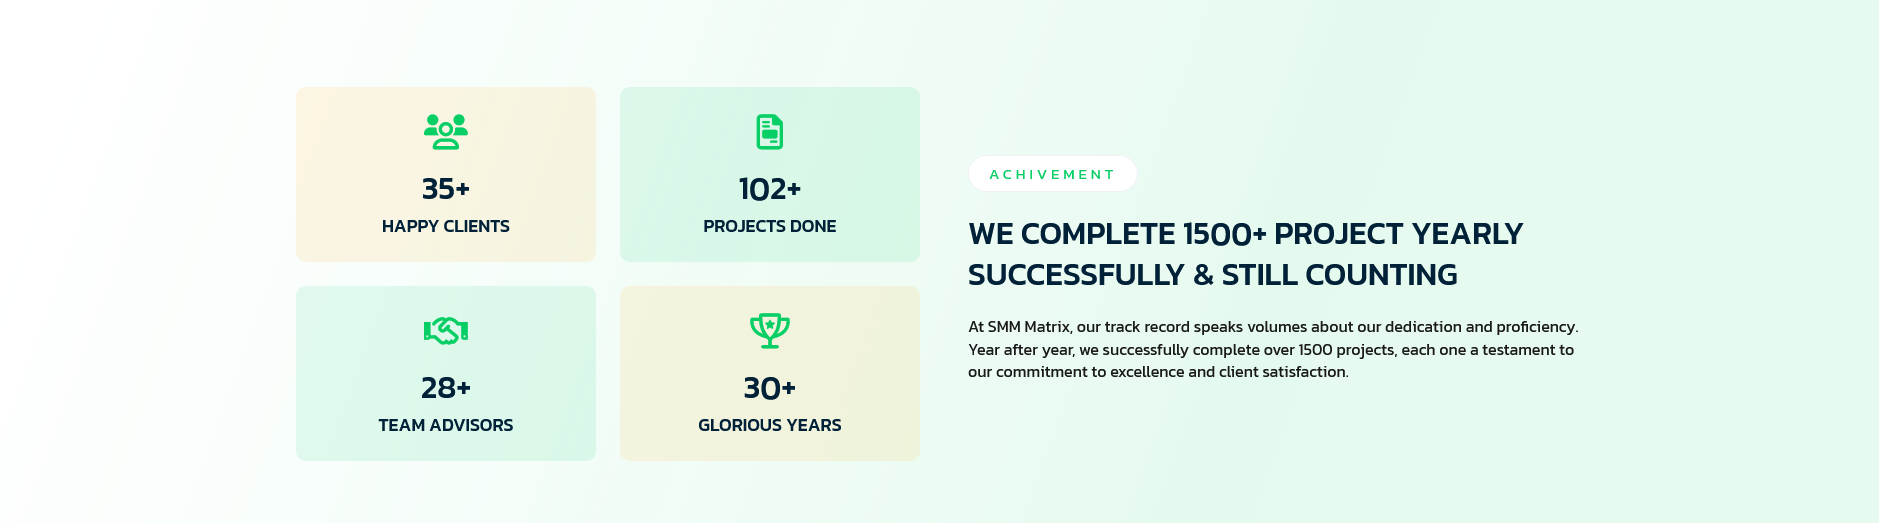 35+
HAPPY CLIENTS
102+
PROJECTS DONE
28+
TEAM ADVISORS
30+
GLORIOUS YEARS
ACHIVEMENT
WE COMPLETE 1500+ PROJECT YEARLY
SUCCESSFULLY & STILL COUNTING
At SMM Matrix, our track record speaks volumes about our dedication and proficiency.
Year after year, we successfully complete over 1500 projects, each one a testament to
our commitment to excellence and client satisfaction.